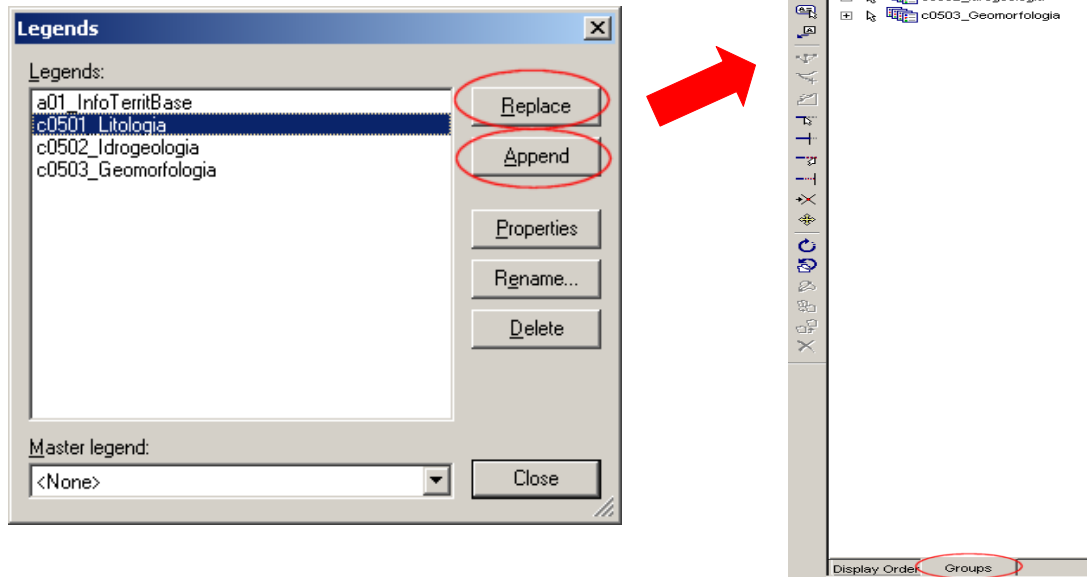 Legends
Legends:
a01_InfoTerritBase
c0501_Litologia
c0502_Idrogeologia
c0503_Geomorfologia
Replace
Append
Properties
Rename...
Delete
Master legend:
<None>
Close
c0503_Geomorfologia
Display Order
Groups